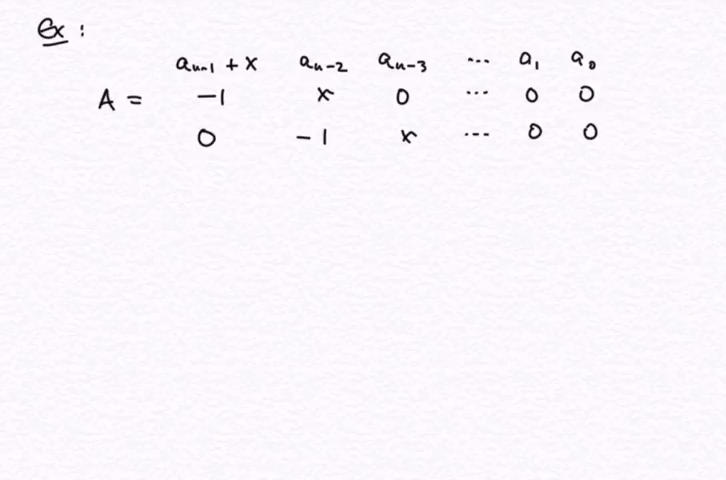 Ex :
a_{n-1} + x a_{n-2} a_{n-3} ... a_1 a_0
A = -1 x 0 ... 0 0
0 -1 x ... 0 0